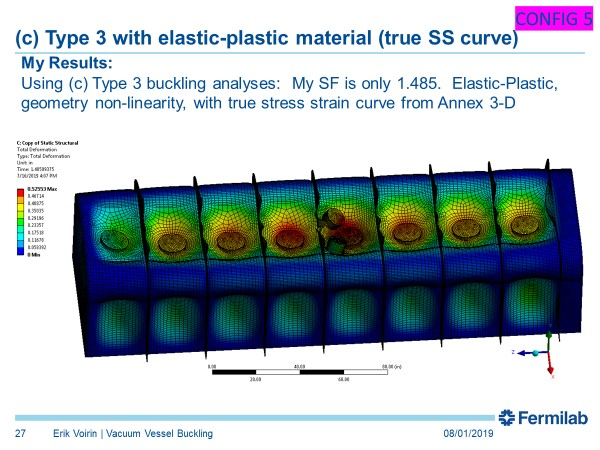 CONFIG 5
(c) Type 3 with elastic-plastic material (true SS curve)
My Results:
Using (c) Type 3 buckling analyses:  My SF is only 1.485.  Elastic-Plastic,
geometry non-linearity, with true stress strain curve from Annex 3-D
C: Copy of Static Structural
Total Deformation
Type: Total Deformation
Unit: in
7/16/2019 4:07 PM
0.52553 Max
0.46714
0.40875
0.35035
0.29196
0.23357
0.17518
0.11678
0.058392
0 Min
0.00 40.00 80.00 (in)
20.00 60.00
Z
X
Fermilab
27 Erik Voirin | Vacuum Vessel Buckling 08/01/2019